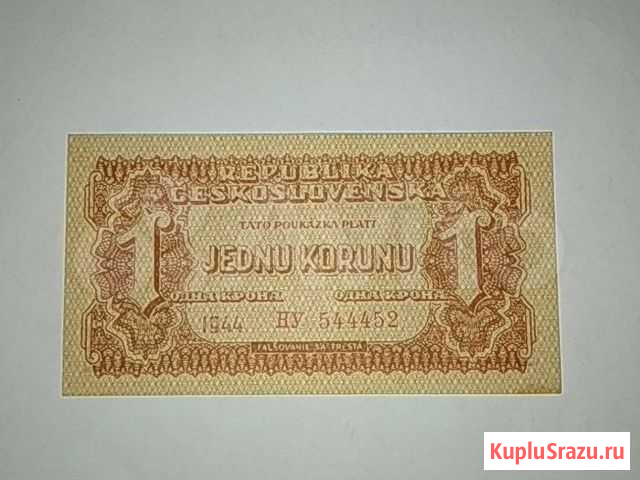 REPUBLIKA
ČESKOSLOVENSKÁ
TATO POUKÁZKA PLATÍ
1 JEDNU KORUNU 1
ОДНА КРОНА ОДНА КРОНА
1944 НУ 544452
FALŠOVANIE SA TRESTÁ
KupluSrazu.ru